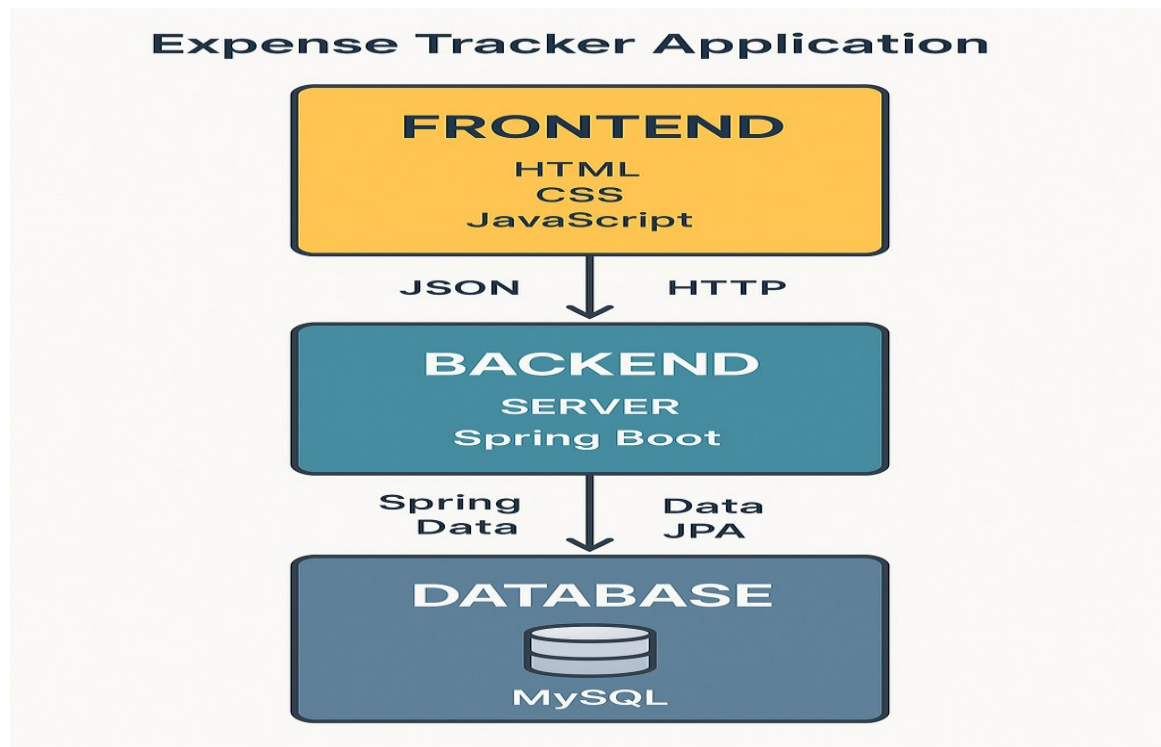 Expense Tracker Application
FRONTEND
HTML
CSS
JavaScript
JSON
HTTP
BACKEND
SERVER
Spring Boot
Spring
Data
Data
JPA
DATABASE
MySQL